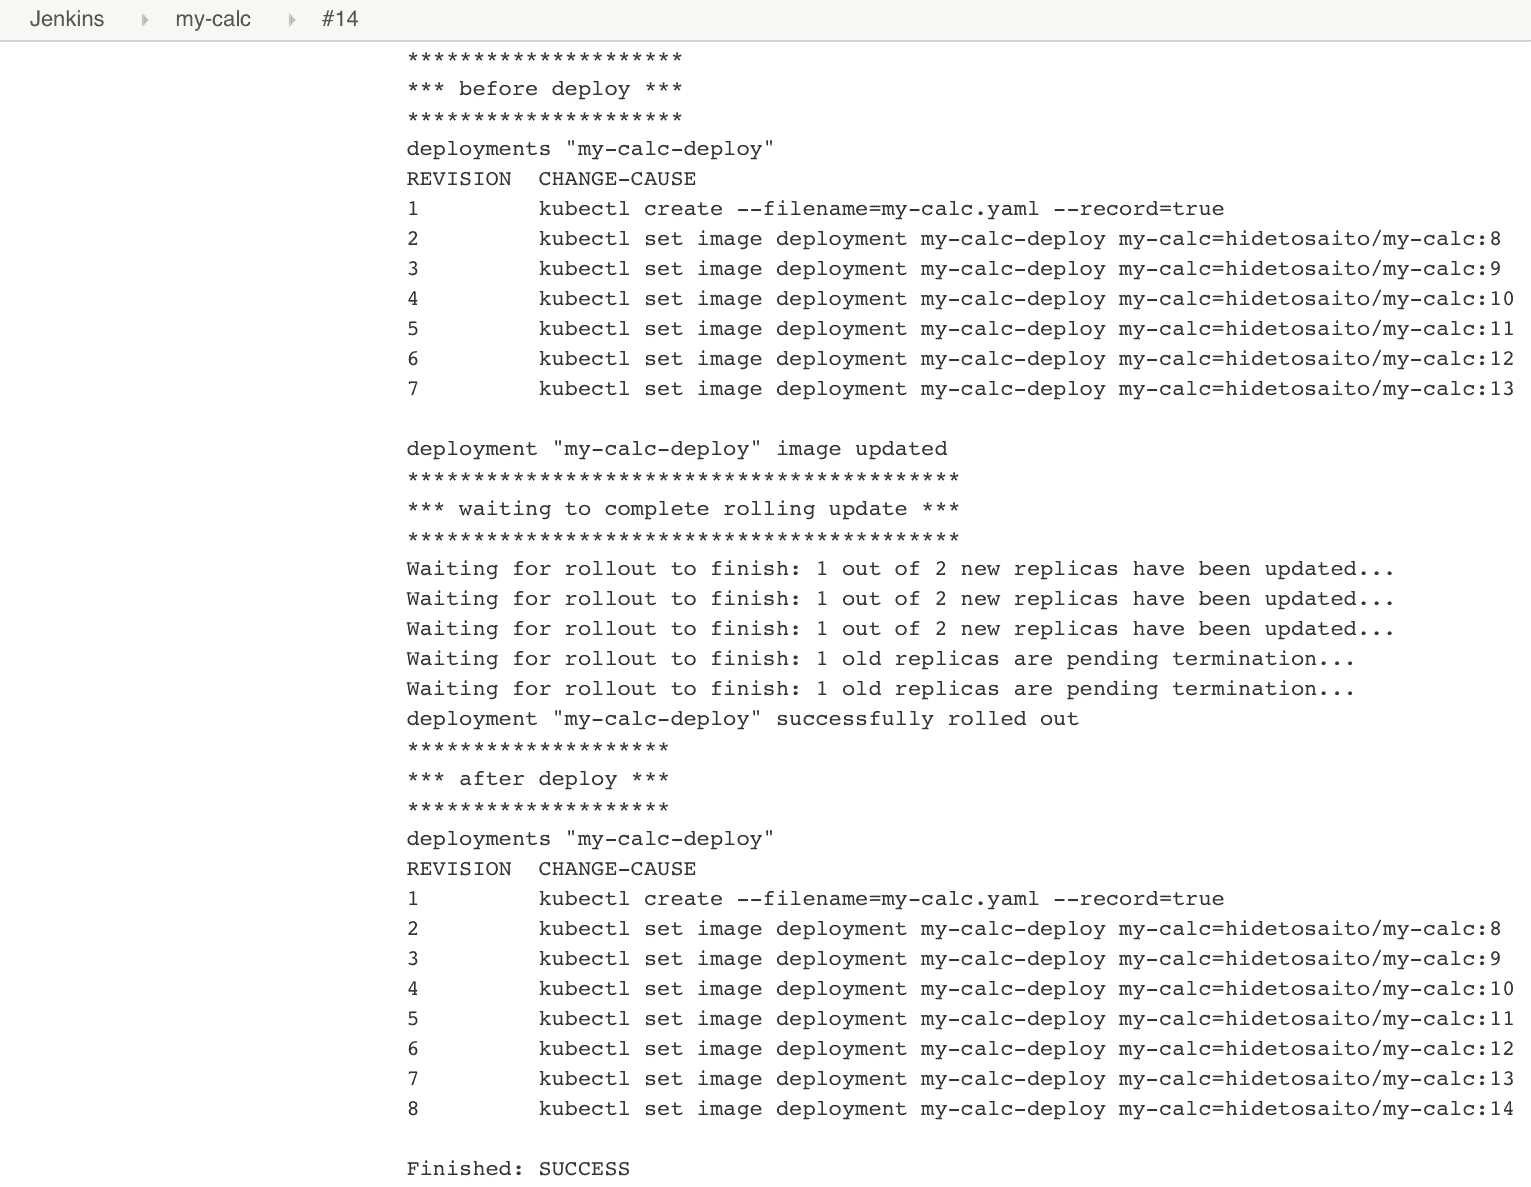 Jenkins my-calc #14
*********************
*** before deploy ***
*********************
deployments "my-calc-deploy"
REVISION  CHANGE-CAUSE
1         kubectl create --filename=my-calc.yaml --record=true
2         kubectl set image deployment my-calc-deploy my-calc=hidetosaito/my-calc:8
3         kubectl set image deployment my-calc-deploy my-calc=hidetosaito/my-calc:9
4         kubectl set image deployment my-calc-deploy my-calc=hidetosaito/my-calc:10
5         kubectl set image deployment my-calc-deploy my-calc=hidetosaito/my-calc:11
6         kubectl set image deployment my-calc-deploy my-calc=hidetosaito/my-calc:12
7         kubectl set image deployment my-calc-deploy my-calc=hidetosaito/my-calc:13
deployment "my-calc-deploy" image updated
******************************************
*** waiting to complete rolling update ***
******************************************
Waiting for rollout to finish: 1 out of 2 new replicas have been updated...
Waiting for rollout to finish: 1 out of 2 new replicas have been updated...
Waiting for rollout to finish: 1 out of 2 new replicas have been updated...
Waiting for rollout to finish: 1 old replicas are pending termination...
Waiting for rollout to finish: 1 old replicas are pending termination...
deployment "my-calc-deploy" successfully rolled out
********************
*** after deploy ***
********************
deployments "my-calc-deploy"
REVISION  CHANGE-CAUSE
1         kubectl create --filename=my-calc.yaml --record=true
2         kubectl set image deployment my-calc-deploy my-calc=hidetosaito/my-calc:8
3         kubectl set image deployment my-calc-deploy my-calc=hidetosaito/my-calc:9
4         kubectl set image deployment my-calc-deploy my-calc=hidetosaito/my-calc:10
5         kubectl set image deployment my-calc-deploy my-calc=hidetosaito/my-calc:11
6         kubectl set image deployment my-calc-deploy my-calc=hidetosaito/my-calc:12
7         kubectl set image deployment my-calc-deploy my-calc=hidetosaito/my-calc:13
8         kubectl set image deployment my-calc-deploy my-calc=hidetosaito/my-calc:14
Finished: SUCCESS